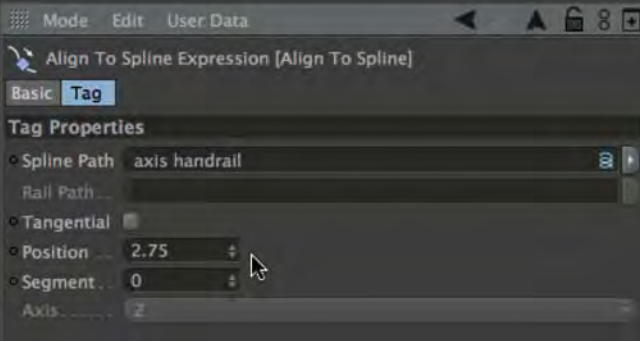 Mode Edit User Data
Align To Spline Expression [Align To Spline]
Basic Tag
Tag Properties
Spline Path axis handrail
Rail Path . .
Tangential
Position . . 2.75
Segment . . 0
Axis. . . . . . . Z